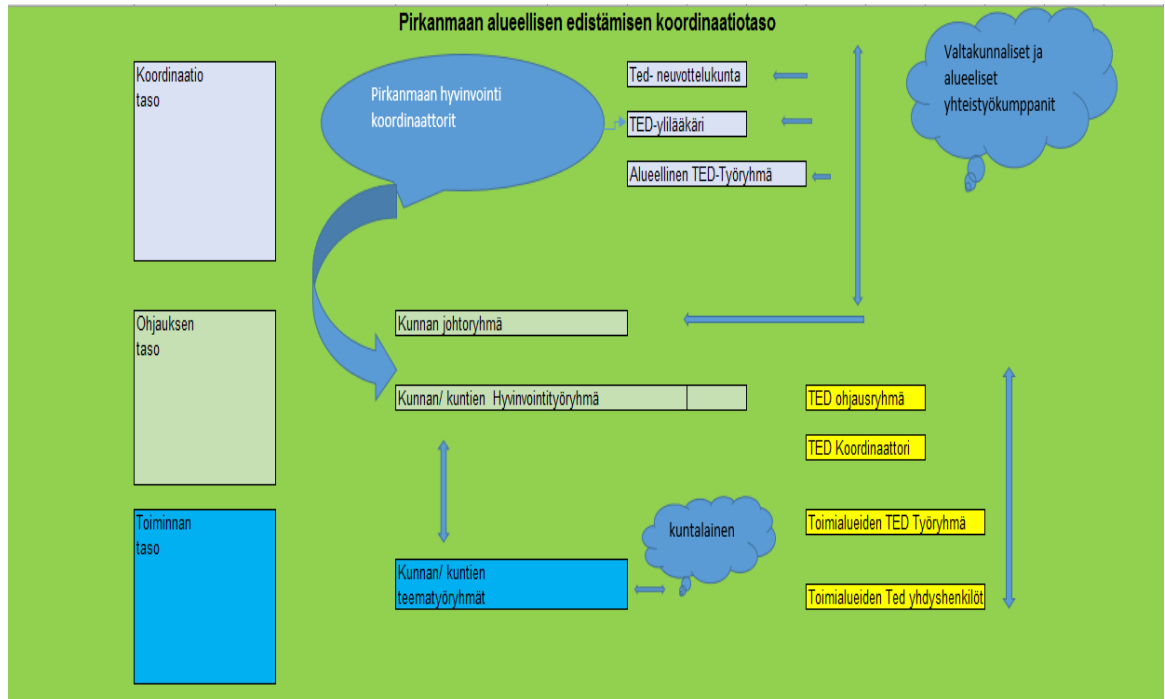 Pirkanmaan alueellisen edistämisen koordinaatiotaso
Koordinaatio
taso
Pirkanmaan hyvinvointi
koordinaattorit
Ted- neuvottelukunta
TED-ylilääkäri
Alueellinen TED-Työryhmä
Valtakunnaliset ja
alueeliset
yhteistyökumppanit
Ohjauksen
taso
Kunnan johtoryhmä
Kunnan/ kuntien Hyvinvointityöryhmä
TED ohjausryhmä
TED Koordinaattori
Toiminnan
taso
Kunnan/ kuntien
teematyöryhmät
kuntalainen
Toimialueiden TED Työryhmä
Toimialueiden Ted yhdyshenkilöt